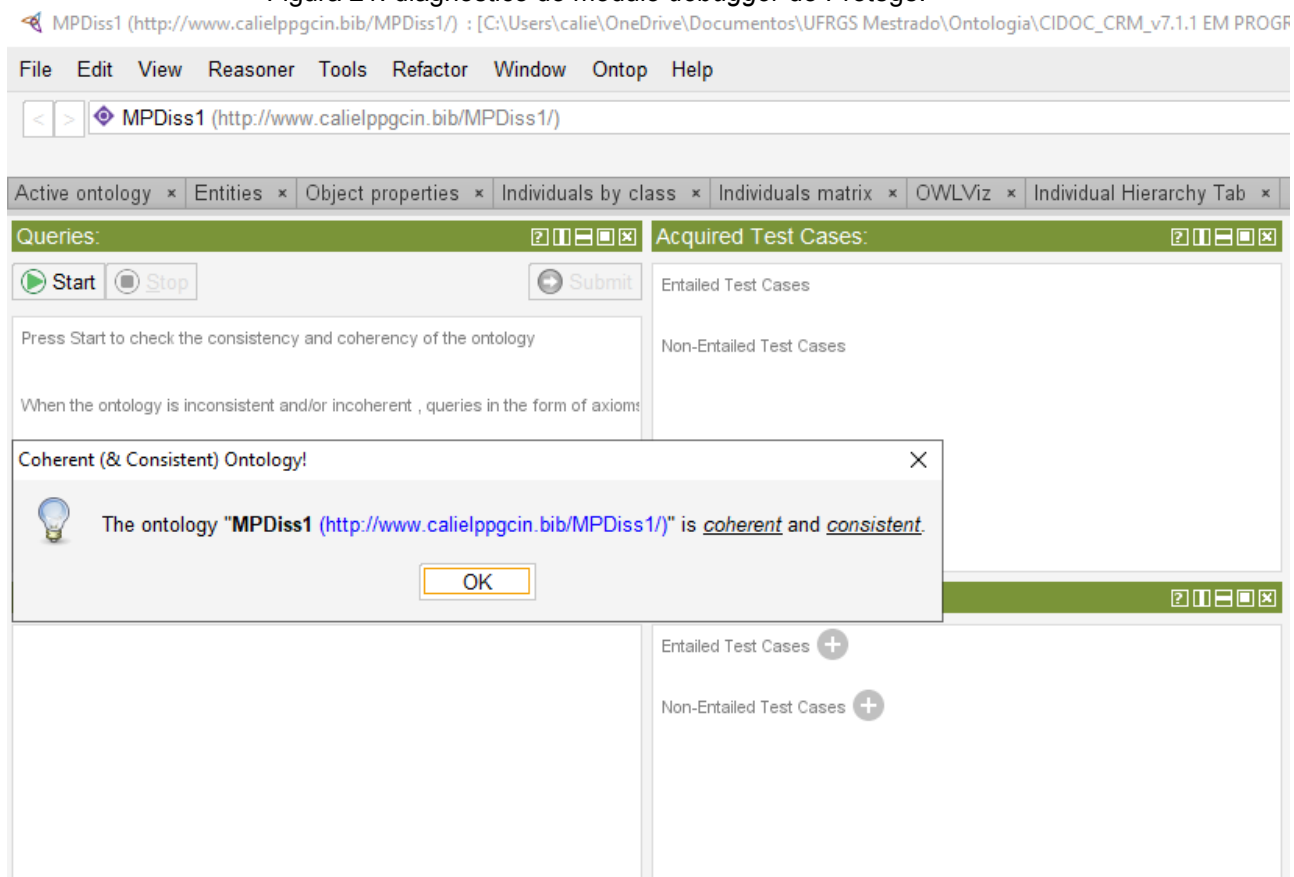 MPDiss1 (http://www.calielppgcin.bib/MPDiss1/) : [C:\Users\calie\OneDrive\Documentos\UFRGS Mestrado\Ontologia\CIDOC_CRM_v7.1.1 EM PROGR
File Edit View Reasoner Tools Refactor Window Ontop Help
< > MPDiss1 (http://www.calielppgcin.bib/MPDiss1/)
Active ontology × Entities × Object properties × Individuals by class × Individuals matrix × OWLViz × Individual Hierarchy Tab ×
Queries:
Start Stop Submit
Press Start to check the consistency and coherency of the ontology
When the ontology is inconsistent and/or incoherent , queries in the form of axioms
Acquired Test Cases:
Entailed Test Cases
Non-Entailed Test Cases
Coherent (& Consistent) Ontology!
The ontology "MPDiss1 (http://www.calielppgcin.bib/MPDiss1/)" is coherent and consistent.
OK
Entailed Test Cases
Non-Entailed Test Cases